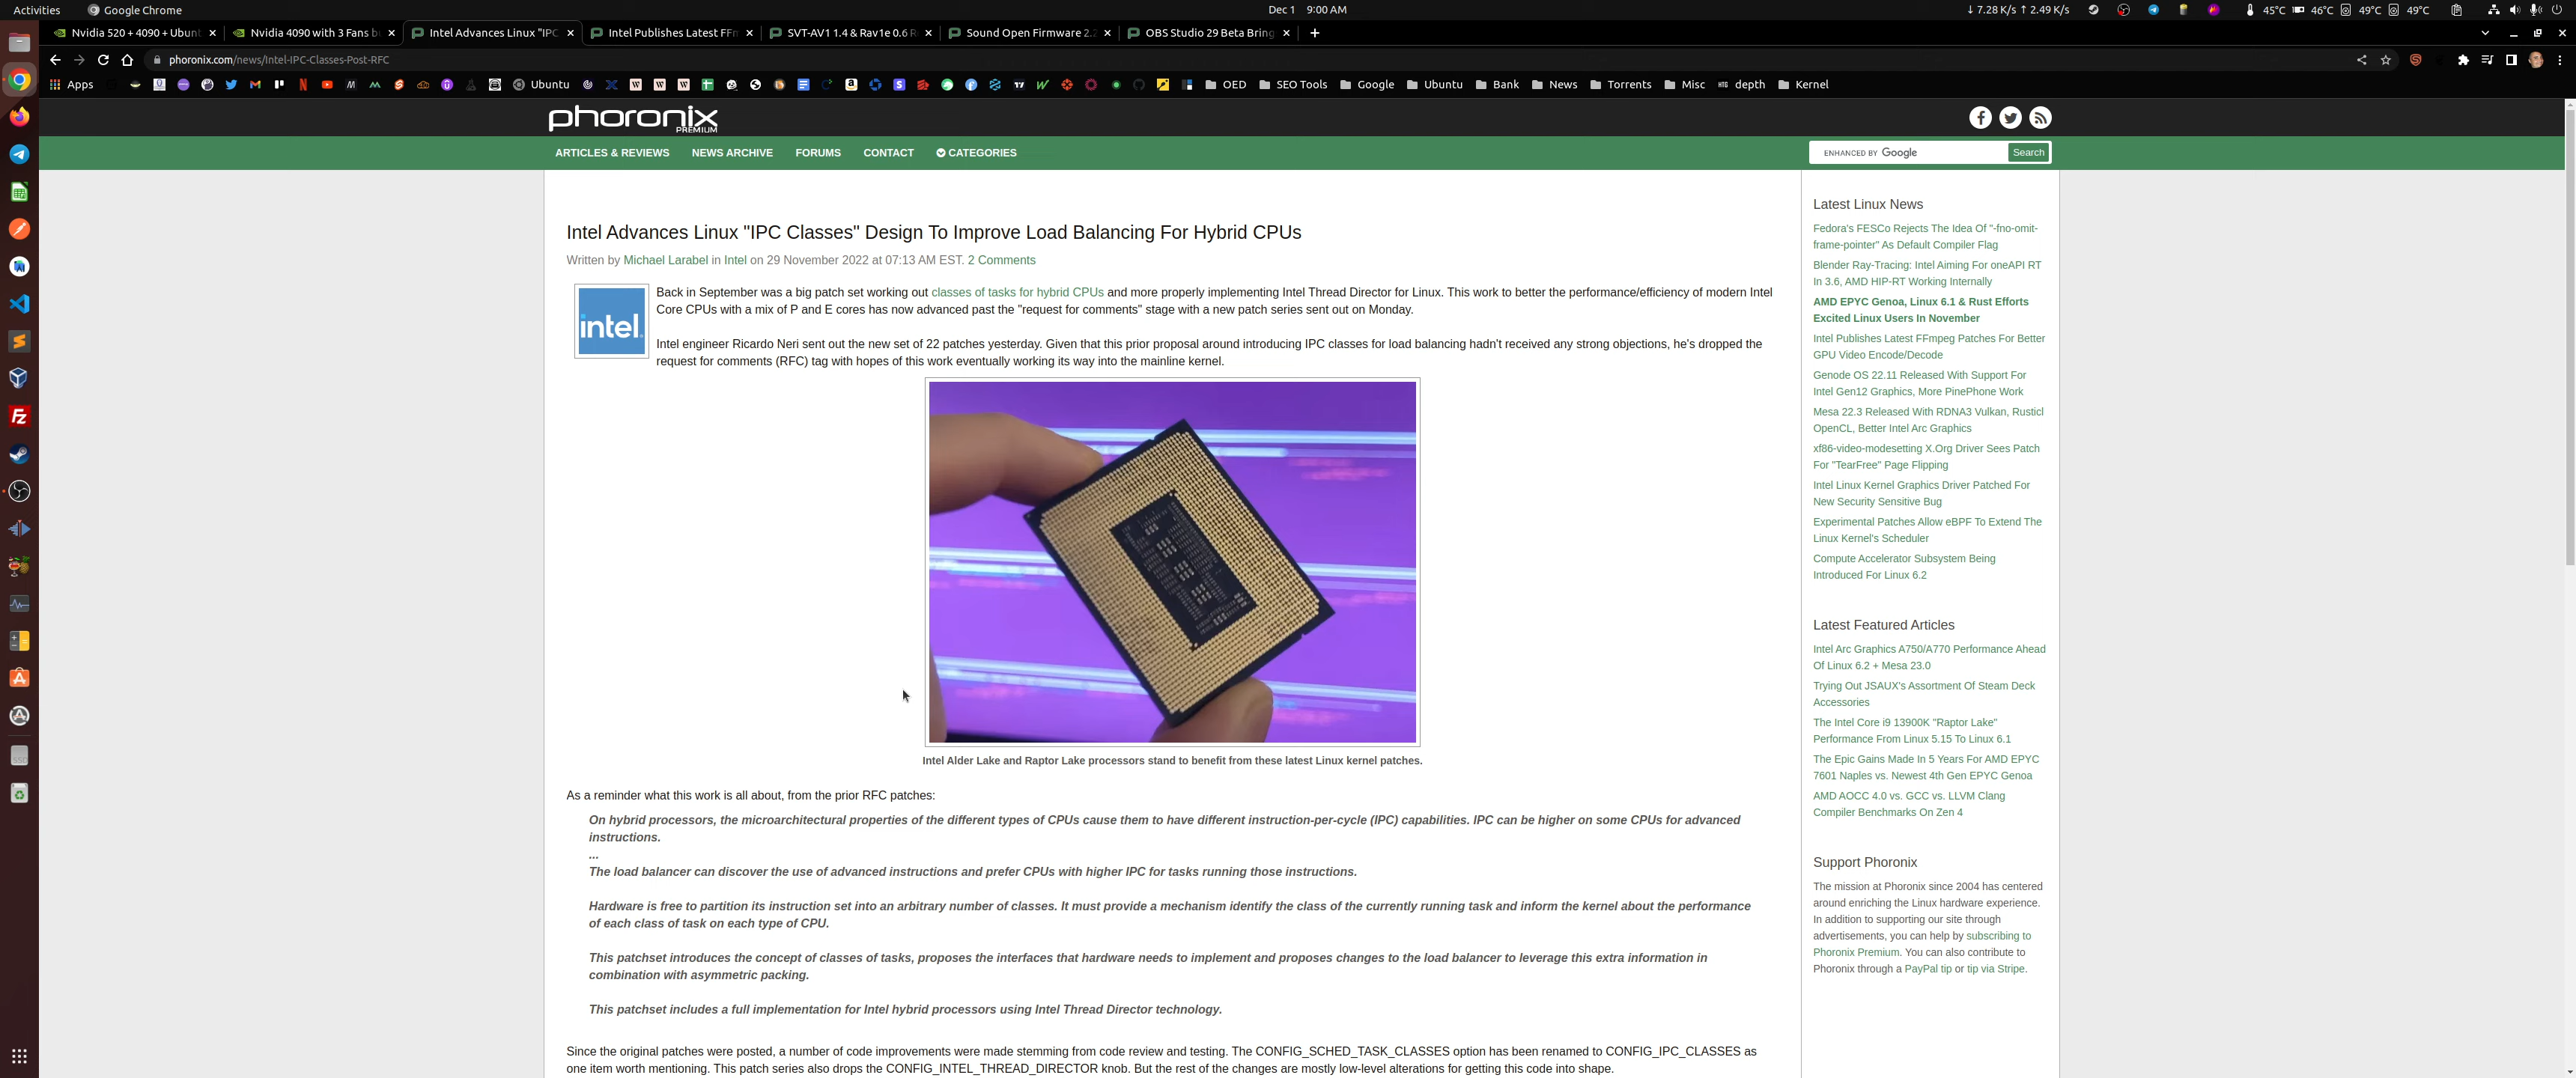 Activities
Google Chrome
Dec 1 9:00 AM
↓ 7.28 K/s ↑ 2.49 K/s
45°C 46°C 49°C 49°C
Nvidia 520 + 4090 + Ubunt
Nvidia 4090 with 3 Fans b
Intel Advances Linux "IPC
Intel Publishes Latest FFm
SVT-AV1 1.4 & Rav1e 0.6 R
Sound Open Firmware 2.2
OBS Studio 29 Beta Bring
phoronix.com/news/Intel-IPC-Classes-Post-RFC
Apps
Ubuntu
OED
SEO Tools
Google
Ubuntu
Bank
News
Torrents
Misc
depth
Kernel
phoronix
PREMIUM
ARTICLES & REVIEWS
NEWS ARCHIVE
FORUMS
CONTACT
CATEGORIES
ENHANCED BY Google
Search
Intel Advances Linux "IPC Classes" Design To Improve Load Balancing For Hybrid CPUs
Written by Michael Larabel in Intel on 29 November 2022 at 07:13 AM EST. 2 Comments
intel.
Back in September was a big patch set working out classes of tasks for hybrid CPUs and more properly implementing Intel Thread Director for Linux. This work to better the performance/efficiency of modern Intel
Core CPUs with a mix of P and E cores has now advanced past the "request for comments" stage with a new patch series sent out on Monday.
Intel engineer Ricardo Neri sent out the new set of 22 patches yesterday. Given that this prior proposal around introducing IPC classes for load balancing hadn't received any strong objections, he's dropped the
request for comments (RFC) tag with hopes of this work eventually working its way into the mainline kernel.
Intel Alder Lake and Raptor Lake processors stand to benefit from these latest Linux kernel patches.
As a reminder what this work is all about, from the prior RFC patches:
On hybrid processors, the microarchitectural properties of the different types of CPUs cause them to have different instruction-per-cycle (IPC) capabilities. IPC can be higher on some CPUs for advanced
instructions.
...
The load balancer can discover the use of advanced instructions and prefer CPUs with higher IPC for tasks running those instructions.
Hardware is free to partition its instruction set into an arbitrary number of classes. It must provide a mechanism identify the class of the currently running task and inform the kernel about the performance
of each class of task on each type of CPU.
This patchset introduces the concept of classes of tasks, proposes the interfaces that hardware needs to implement and proposes changes to the load balancer to leverage this extra information in
combination with asymmetric packing.
This patchset includes a full implementation for Intel hybrid processors using Intel Thread Director technology.
Since the original patches were posted, a number of code improvements were made stemming from code review and testing. The CONFIG_SCHED_TASK_CLASSES option has been renamed to CONFIG_IPC_CLASSES as
one item worth mentioning. This patch series also drops the CONFIG_INTEL_THREAD_DIRECTOR knob. But the rest of the changes are mostly low-level alterations for getting this code into shape.
Latest Linux News
Fedora's FESCo Rejects The Idea Of "-fno-omit-
frame-pointer" As Default Compiler Flag
Blender Ray-Tracing: Intel Aiming For oneAPI RT
In 3.6, AMD HIP-RT Working Internally
AMD EPYC Genoa, Linux 6.1 & Rust Efforts
Excited Linux Users In November
Intel Publishes Latest FFmpeg Patches For Better
GPU Video Encode/Decode
Genode OS 22.11 Released With Support For
Intel Gen12 Graphics, More PinePhone Work
Mesa 22.3 Released With RDNA3 Vulkan, Rusticl
OpenCL, Better Intel Arc Graphics
xf86-video-modesetting X.Org Driver Sees Patch
For "TearFree" Page Flipping
Intel Linux Kernel Graphics Driver Patched For
New Security Sensitive Bug
Experimental Patches Allow eBPF To Extend The
Linux Kernel's Scheduler
Compute Accelerator Subsystem Being
Introduced For Linux 6.2
Latest Featured Articles
Intel Arc Graphics A750/A770 Performance Ahead
Of Linux 6.2 + Mesa 23.0
Trying Out JSAUX's Assortment Of Steam Deck
Accessories
The Intel Core i9 13900K "Raptor Lake"
Performance From Linux 5.15 To Linux 6.1
The Epic Gains Made In 5 Years For AMD EPYC
7601 Naples vs. Newest 4th Gen EPYC Genoa
AMD AOCC 4.0 vs. GCC vs. LLVM Clang
Compiler Benchmarks On Zen 4
Support Phoronix
The mission at Phoronix since 2004 has centered
around enriching the Linux hardware experience.
In addition to supporting our site through
advertisements, you can help by subscribing to
Phoronix Premium. You can also contribute to
Phoronix through a PayPal tip or tip via Stripe.